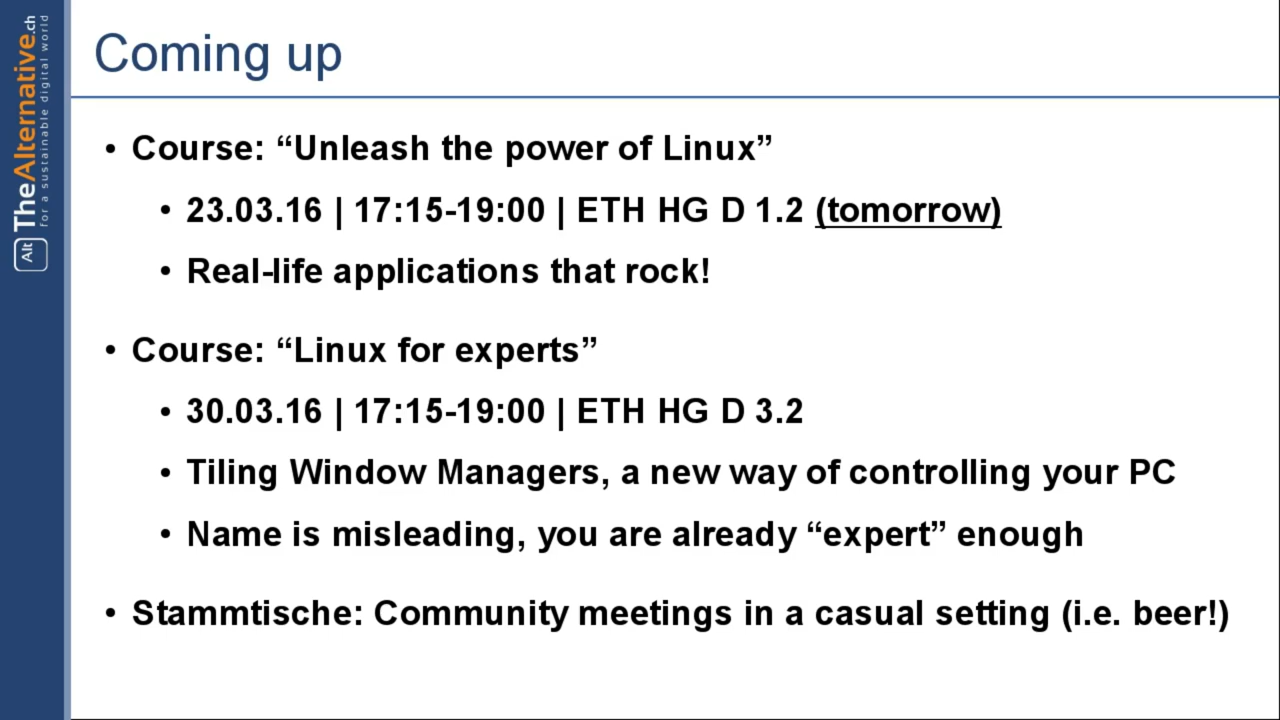 TheAlternative.ch
for a sustainable digital world
Alt
Coming up
• Course: “Unleash the power of Linux”
• 23.03.16 | 17:15-19:00 | ETH HG D 1.2 (tomorrow)
• Real-life applications that rock!
• Course: “Linux for experts”
• 30.03.16 | 17:15-19:00 | ETH HG D 3.2
• Tiling Window Managers, a new way of controlling your PC
• Name is misleading, you are already “expert” enough
• Stammtische: Community meetings in a casual setting (i.e. beer!)